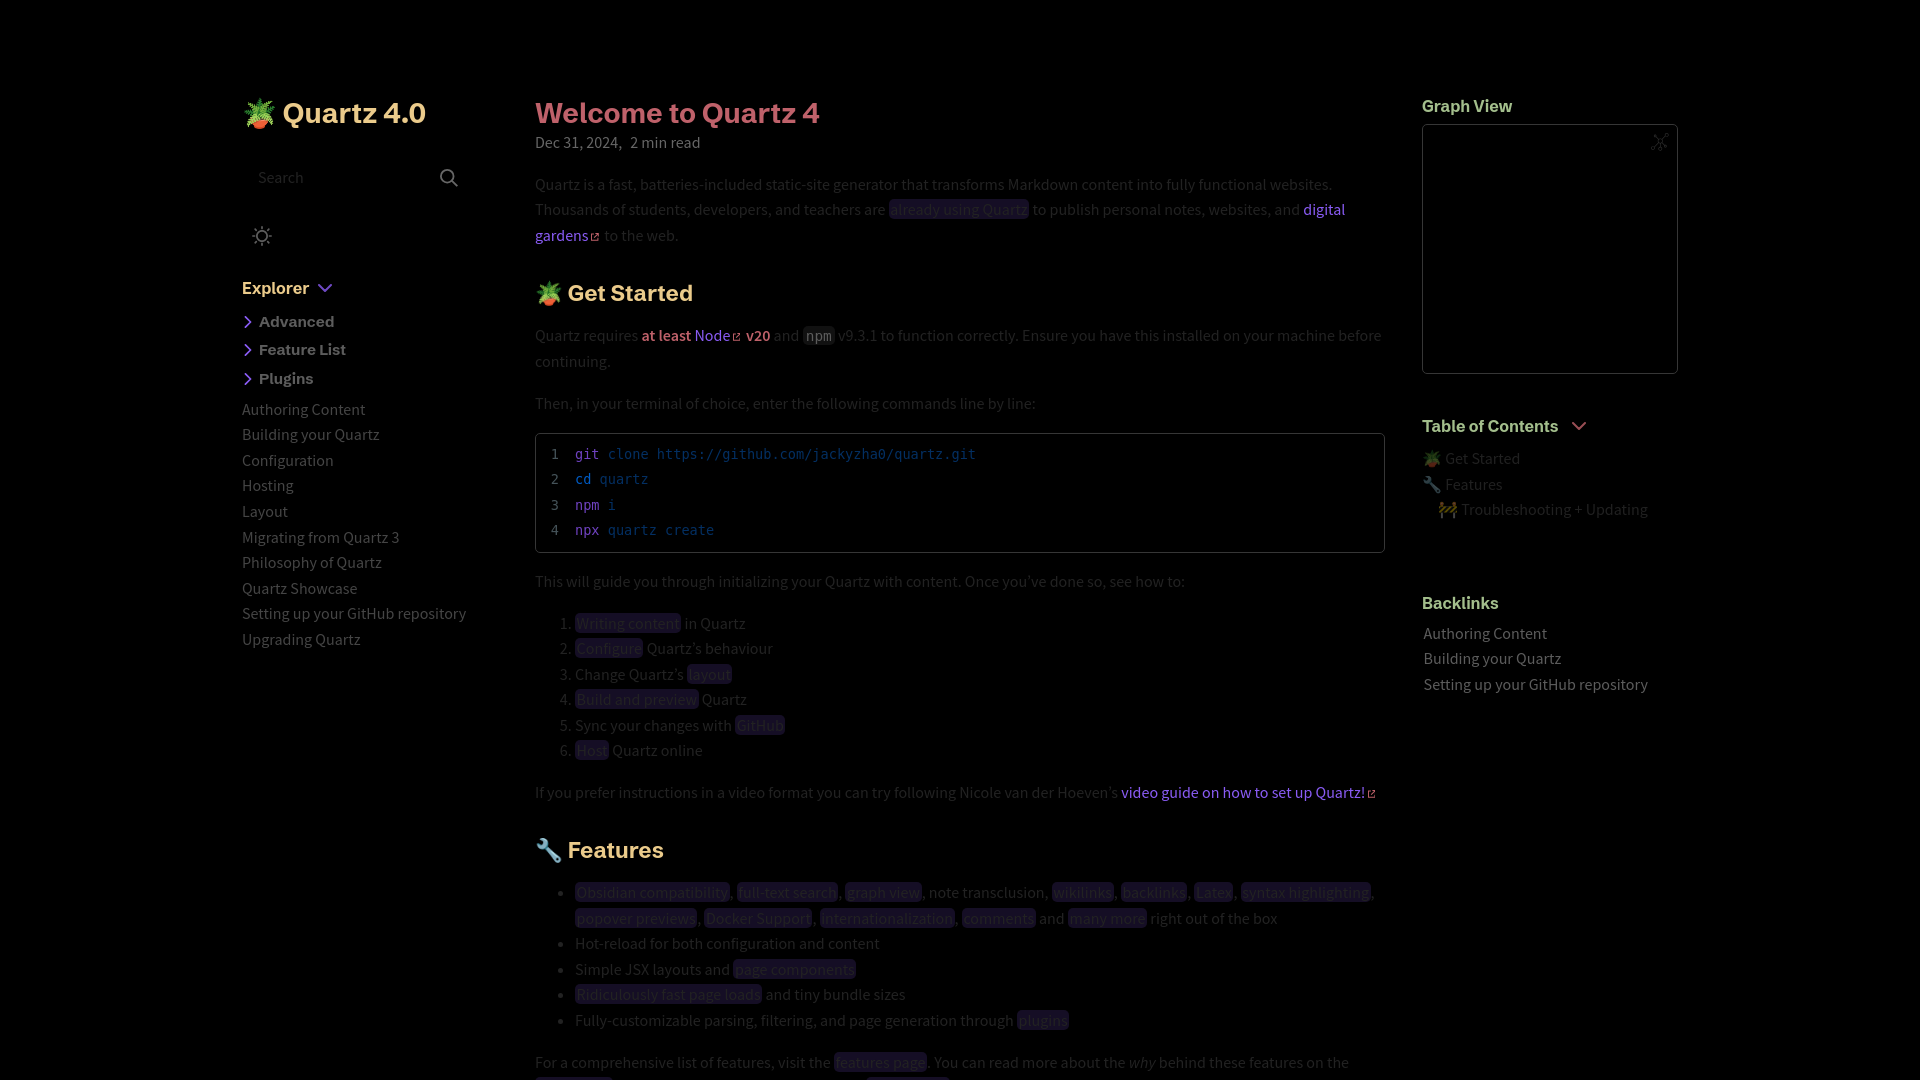 🪴 Quartz 4.0
Search
Explorer
Advanced
Feature List
Plugins
Authoring Content
Building your Quartz
Configuration
Hosting
Layout
Migrating from Quartz 3
Philosophy of Quartz
Quartz Showcase
Setting up your GitHub repository
Upgrading Quartz
Welcome to Quartz 4
Dec 31, 2024, 2 min read
Quartz is a fast, batteries-included static-site generator that transforms Markdown content into fully functional websites.
Thousands of students, developers, and teachers are already using Quartz to publish personal notes, websites, and digital
gardens to the web.
🪴 Get Started
Quartz requires at least Node v20 and npm v9.3.1 to function correctly. Ensure you have this installed on your machine before
continuing.
Then, in your terminal of choice, enter the following commands line by line:
1 git clone https://github.com/jackyzha0/quartz.git
2 cd quartz
3 npm i
4 npx quartz create
This will guide you through initializing your Quartz with content. Once you've done so, see how to:
1. Writing content in Quartz
2. Configure Quartz's behaviour
3. Change Quartz's layout
4. Build and preview Quartz
5. Sync your changes with GitHub
6. Host Quartz online
If you prefer instructions in a video format you can try following Nicole van der Hoeven's video guide on how to set up Quartz!
🔧 Features
• Obsidian compatibility, full-text search, graph view, note transclusion, wikilinks, backlinks, Latex, syntax highlighting,
popover previews, Docker Support, internationalization, comments and many more right out of the box
• Hot-reload for both configuration and content
• Simple JSX layouts and page components
• Ridiculously fast page loads and tiny bundle sizes
• Fully-customizable parsing, filtering, and page generation through plugins
For a comprehensive list of features, visit the features page. You can read more about the why behind these features on the
Graph View
Table of Contents
🪴 Get Started
🔧 Features
🚧 Troubleshooting + Updating
Backlinks
Authoring Content
Building your Quartz
Setting up your GitHub repository